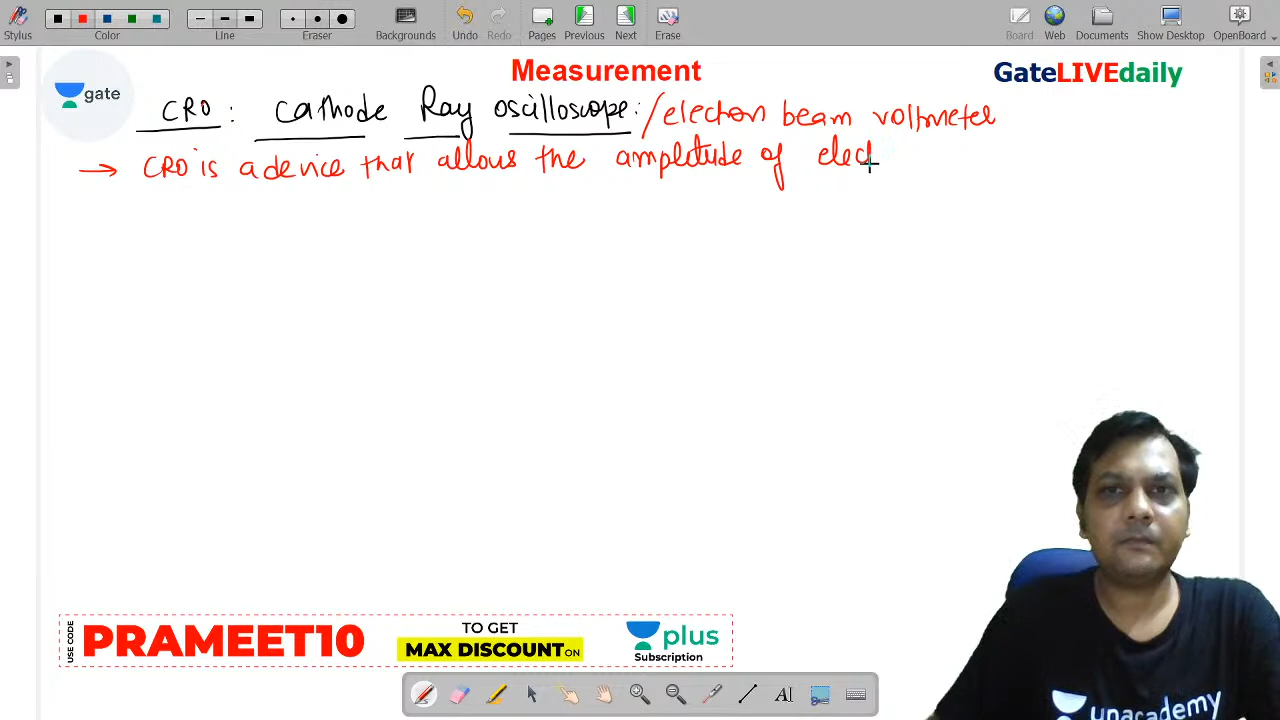 Color
Line
Eraser
Stylus
Backgrounds
Undo
Redo
Pages
Previous
Next
Erase
Board
Web
Documents
Show Desktop
OpenBoard
gate
Measurement
GateLIVEdaily
CRO : Cathode Ray oscilloscope: / electron beam voltmeter
→ CRO is a device that allows the amplitude of elec
USE CODE
PRAMEET10
TO GET
MAX DISCOUNT ON
plus
Subscription
unacademy